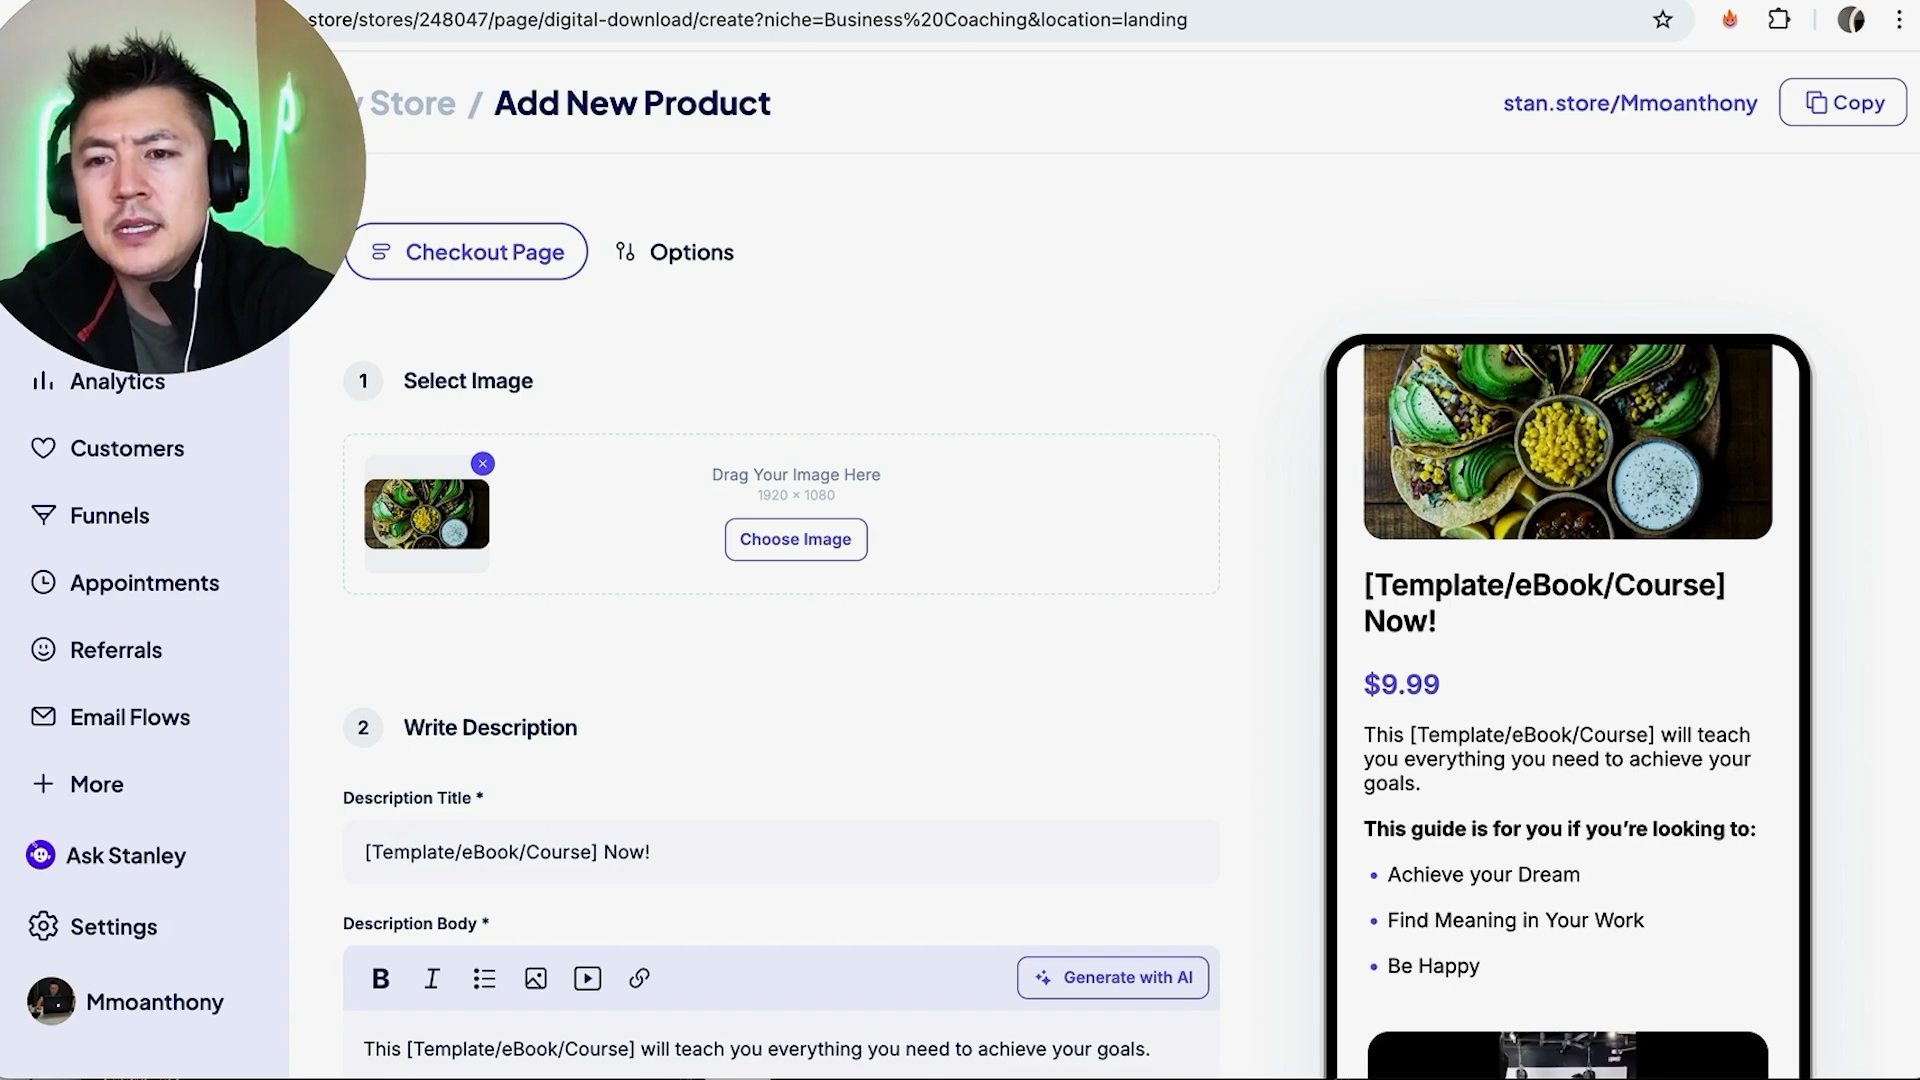 store/stores/248047/page/digital-download/create?niche=Business%20Coaching&location=landing
Store / Add New Product
stan.store/Mmoanthony
Copy
Checkout Page
Options
Analytics
Customers
Funnels
Appointments
Referrals
Email Flows
More
Ask Stanley
Settings
Mmoanthony
1 Select Image
Drag Your Image Here
1920 × 1080
Choose Image
2 Write Description
Description Title *
[Template/eBook/Course] Now!
Description Body *
B I
Generate with AI
This [Template/eBook/Course] will teach you everything you need to achieve your goals.
[Template/eBook/Course]
Now!
$9.99
This [Template/eBook/Course] will teach
you everything you need to achieve your
goals.
This guide is for you if you're looking to:
• Achieve your Dream
• Find Meaning in Your Work
• Be Happy